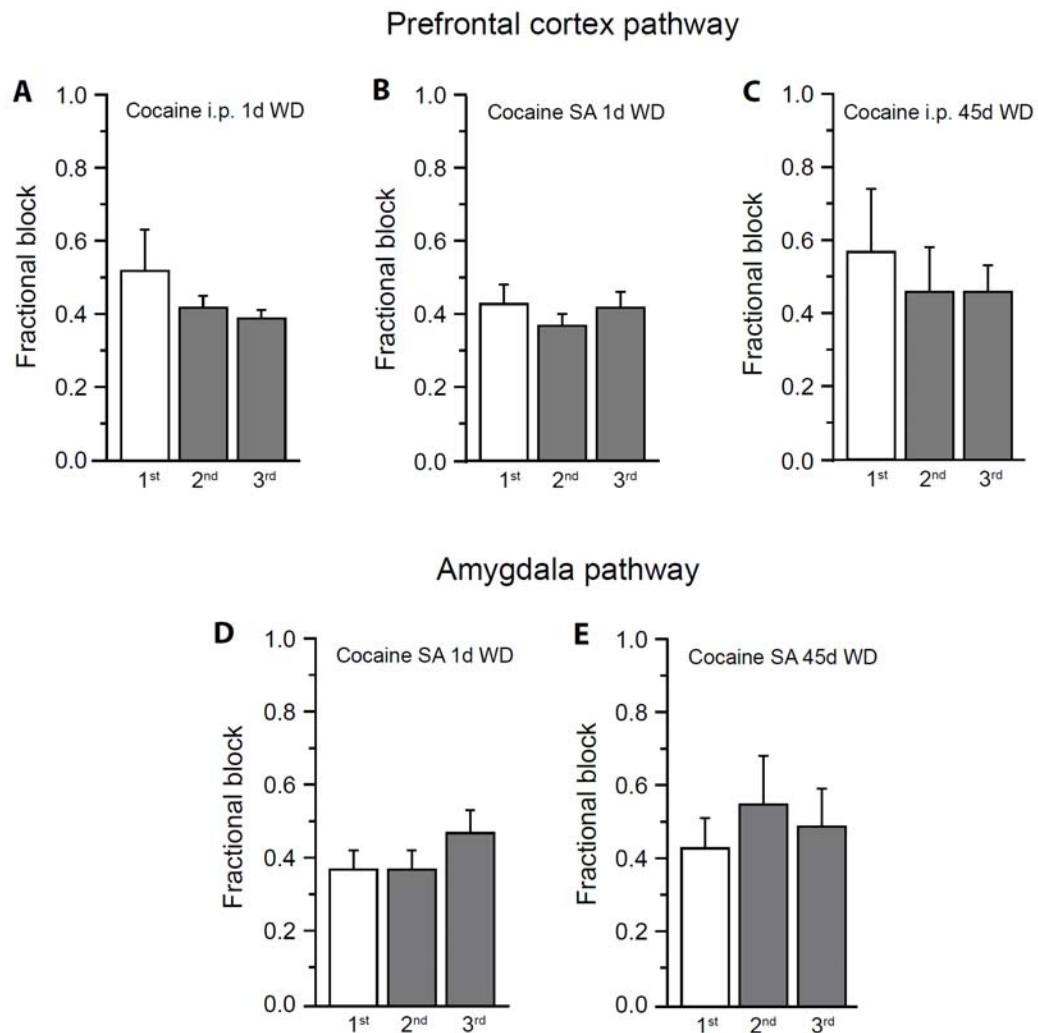 Prefrontal cortex pathway
A
Cocaine i.p. 1d WD
Fractional block
1.0
0.8
0.6
0.4
0.2
0.0
1st 2nd 3rd
B
Cocaine SA 1d WD
Fractional block
1.0
0.8
0.6
0.4
0.2
0.0
1st 2nd 3rd
C
Cocaine i.p. 45d WD
Fractional block
1.0
0.8
0.6
0.4
0.2
0.0
1st 2nd 3rd
Amygdala pathway
D
Cocaine SA 1d WD
Fractional block
1.0
0.8
0.6
0.4
0.2
0.0
1st 2nd 3rd
E
Cocaine SA 45d WD
Fractional block
1.0
0.8
0.6
0.4
0.2
0.0
1st 2nd 3rd